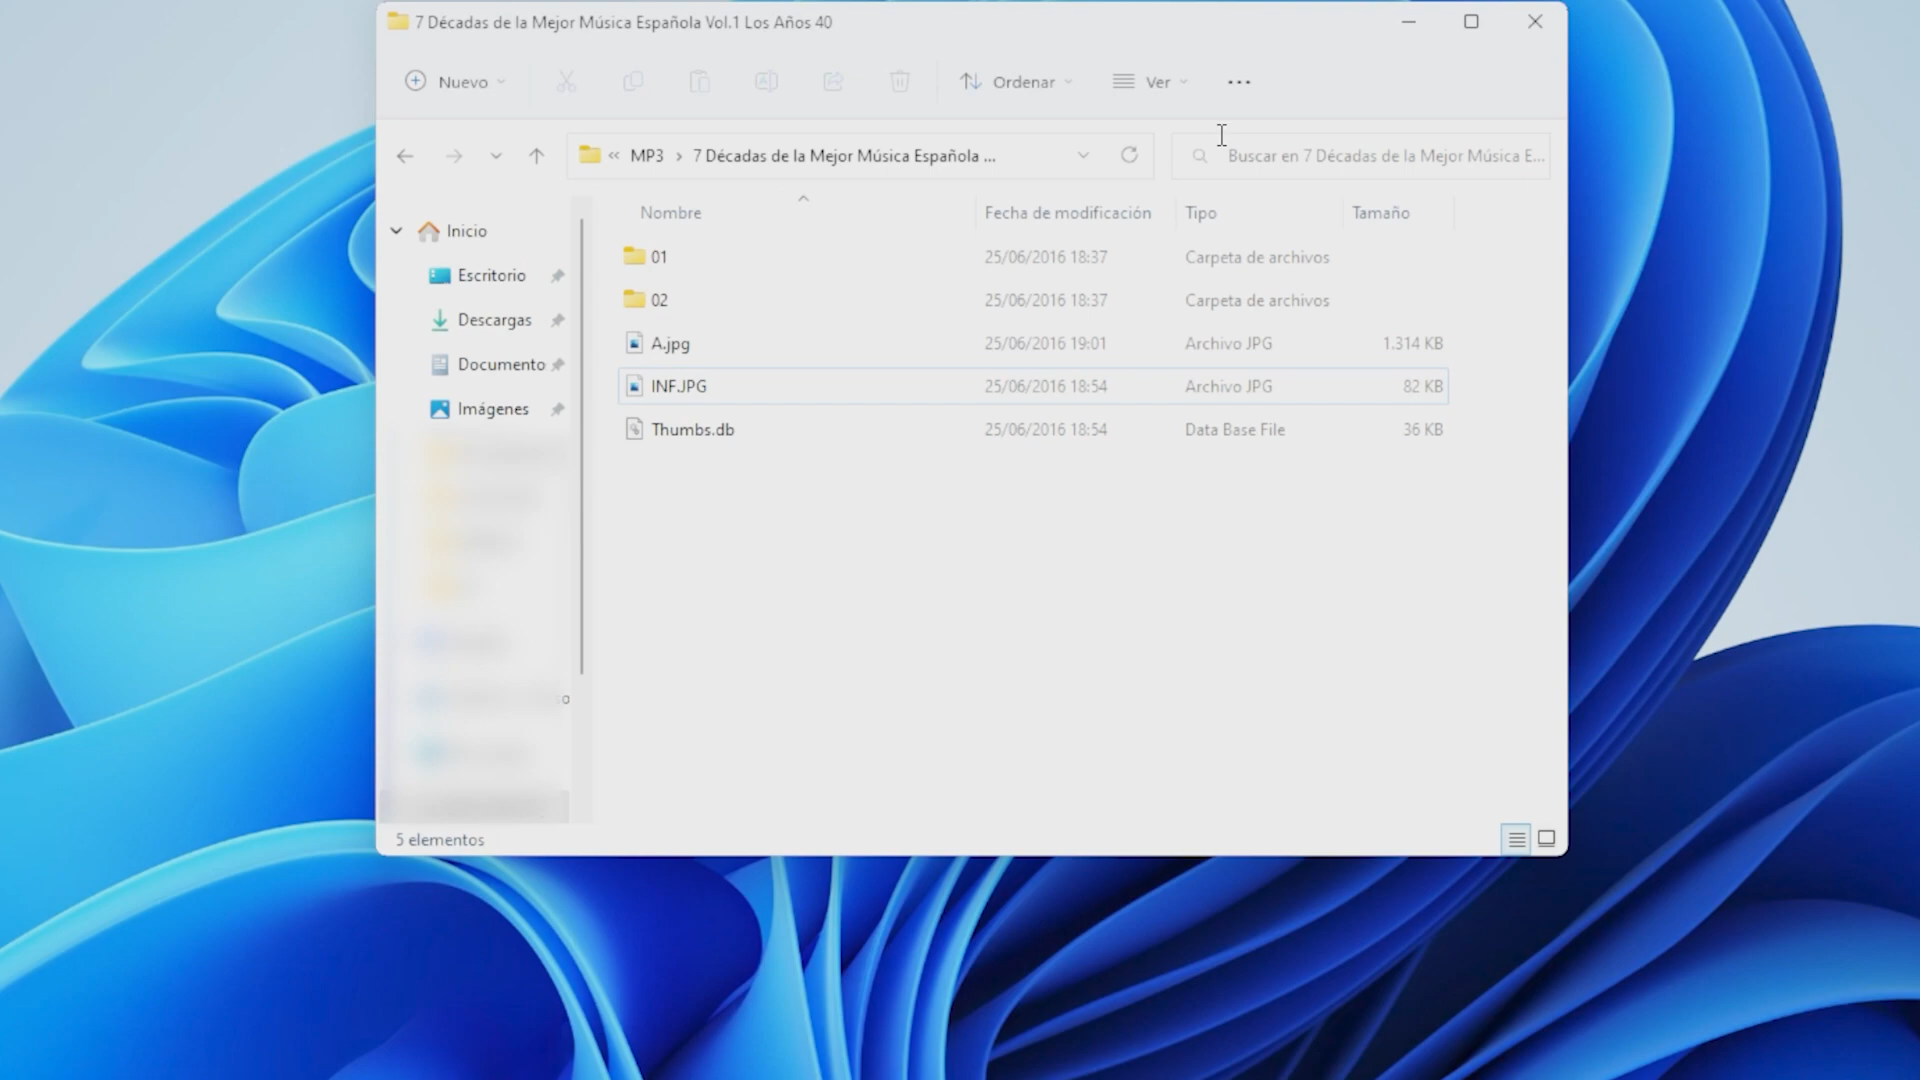 7 Décadas de la Mejor Música Española Vol.1 Los Años 40
Nuevo
Ordenar
Ver
MP3 › 7 Décadas de la Mejor Música Española ...
Buscar en 7 Décadas de la Mejor Música E...
Nombre Fecha de modificación Tipo Tamaño
Inicio
Escritorio
Descargas
Documento
Imágenes
01 25/06/2016 18:37 Carpeta de archivos
02 25/06/2016 18:37 Carpeta de archivos
A.jpg 25/06/2016 19:01 Archivo JPG 1.314 KB
INF.JPG 25/06/2016 18:54 Archivo JPG 82 KB
Thumbs.db 25/06/2016 18:54 Data Base File 36 KB
5 elementos